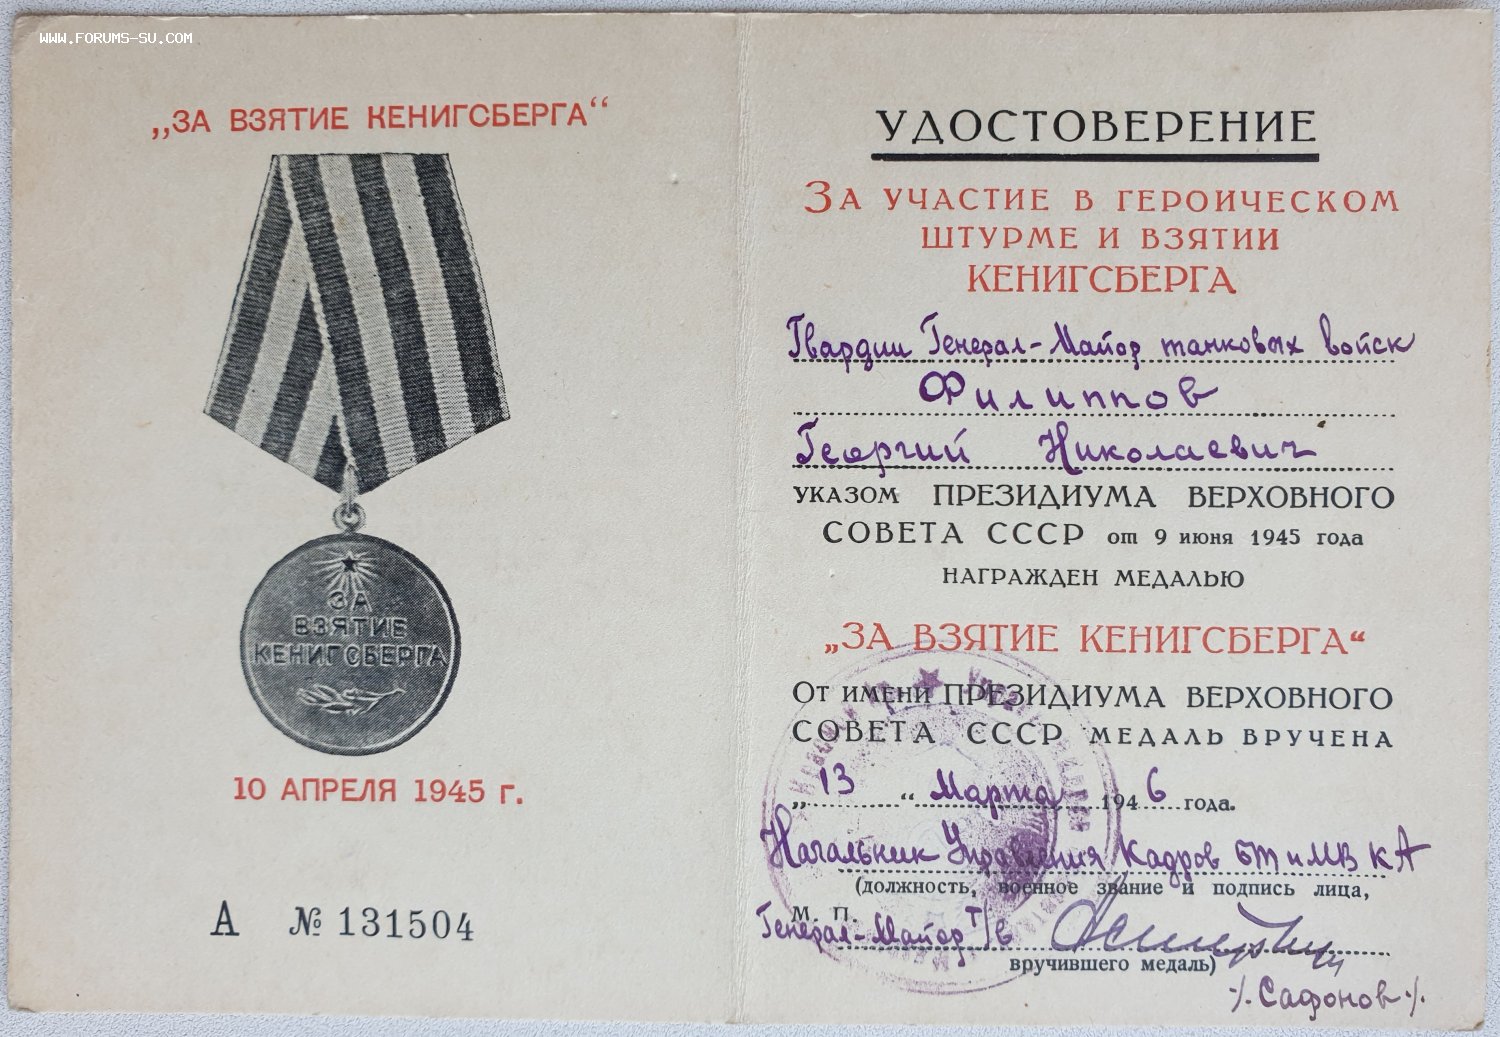 WWW.FORUMS-SU.COM
„ЗА ВЗЯТИЕ КЕНИГСБЕРГА“
ЗА
ВЗЯТИЕ
КЕНИГСБЕРГА
10 АПРЕЛЯ 1945 г.
А № 131504
УДОСТОВЕРЕНИЕ
ЗА УЧАСТИЕ В ГЕРОИЧЕСКОМ
ШТУРМЕ И ВЗЯТИИ
КЕНИГСБЕРГА
Гвардии Генерал-Майор танковых войск
Филиппов
Георгий Николаевич
УКАЗОМ ПРЕЗИДИУМА ВЕРХОВНОГО
СОВЕТА СССР от 9 июня 1945 года
НАГРАЖДЕН МЕДАЛЬЮ
„ЗА ВЗЯТИЕ КЕНИГСБЕРГА“
ОТ ИМЕНИ ПРЕЗИДИУМА ВЕРХОВНОГО
СОВЕТА СССР МЕДАЛЬ ВРУЧЕНА
„13“ Марта 1946 года.
Начальник Управления Кадров БТ и МВ КА
(должность, военное звание и подпись лица,
М. П.
Генерал-Майор т/в
вручившего медаль)
/. Сафонов ./.